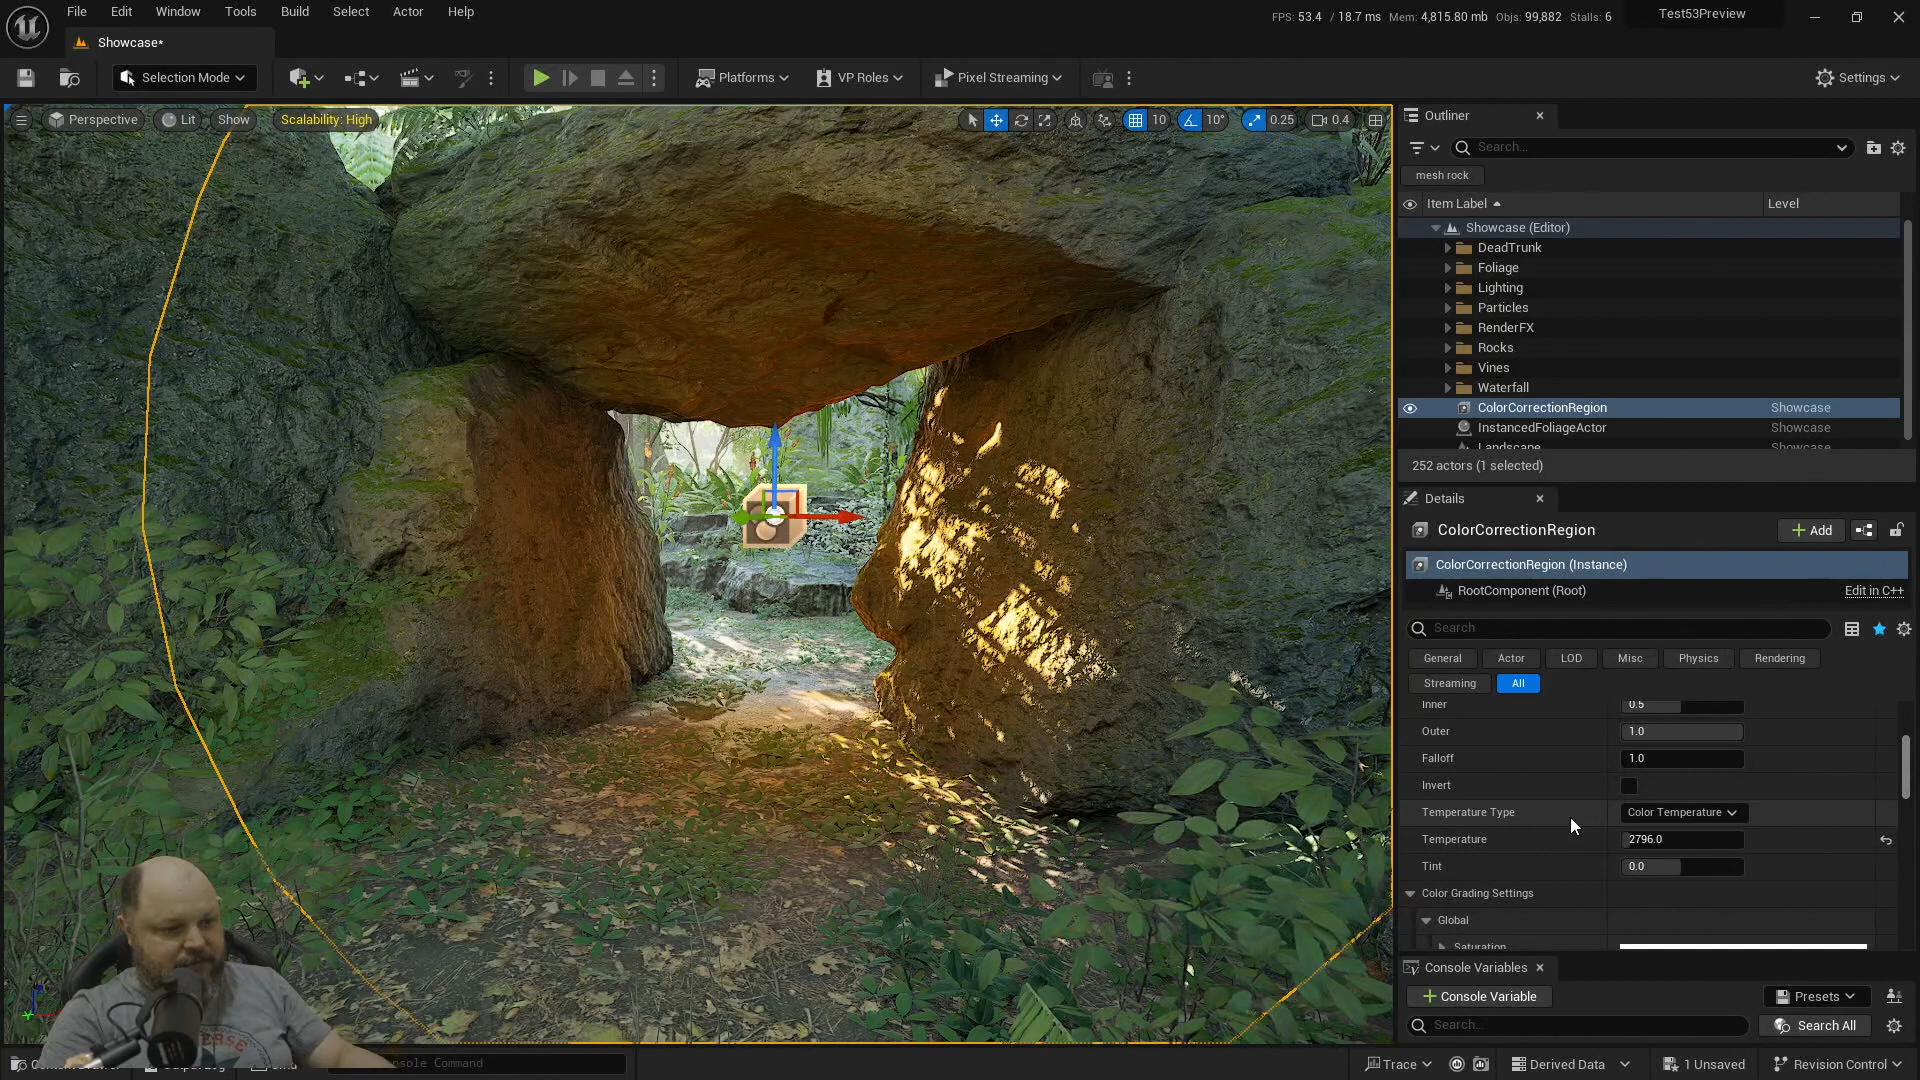 File Edit Window Tools Build Select Actor Help
FPS: 53.4 / 18.7 ms Mem: 4,815.80 mb Objs: 99,882 Stalls: 6
Test53Preview
Showcase*
Selection Mode
Platforms
VP Roles
Pixel Streaming
Settings
Perspective
Lit
Show
Scalability: High
10
10°
0.25
0.4
Outliner
Search...
mesh rock
Item Label
Level
Showcase (Editor)
DeadTrunk
Foliage
Lighting
Particles
RenderFX
Rocks
Vines
Waterfall
ColorCorrectionRegion Showcase
InstancedFoliageActor Showcase
Landscape Showcase
252 actors (1 selected)
Details
ColorCorrectionRegion
Add
ColorCorrectionRegion (Instance)
RootComponent (Root) Edit in C++
Search
General Actor LOD Misc Physics Rendering
Streaming All
Inner 0.5
Outer 1.0
Falloff 1.0
Invert
Temperature Type Color Temperature
Temperature 2796.0
Tint 0.0
Color Grading Settings
Global
Saturation
Console Variables
Console Variable
Presets
Search...
Search All
Console Command
Trace
Derived Data
1 Unsaved
Revision Control